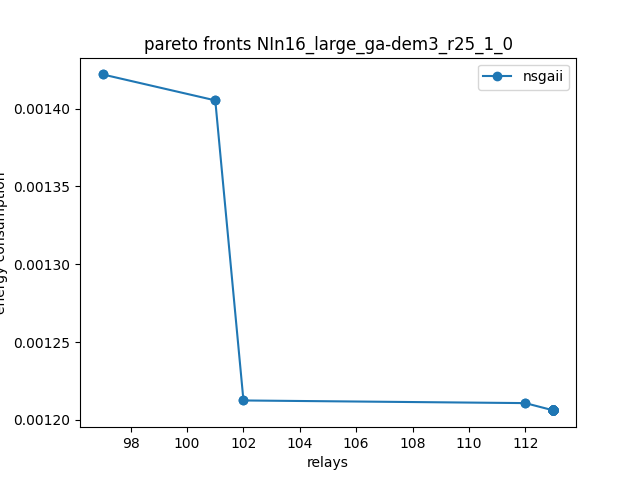 pareto fronts NIn16_large_ga-dem3_r25_1_0
nsgaii
0.00140
0.00135
0.00130
0.00125
0.00120
energy consumption
98 100 102 104 106 108 110 112
relays